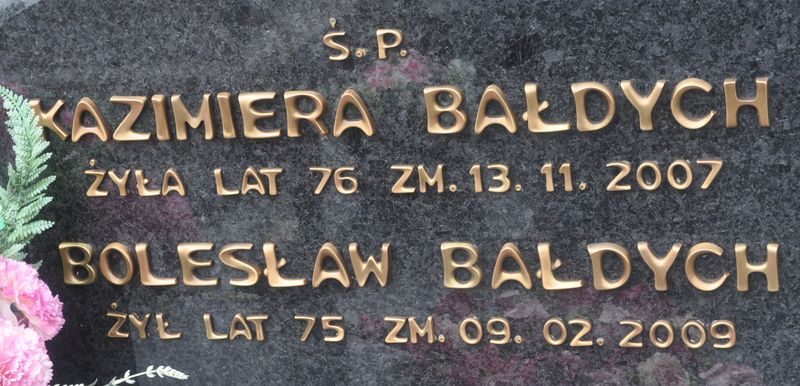 Ś.P.
KAZIMIERA BAŁDYCH
ŻYŁA LAT 76 ZM. 13. 11. 2007
BOLESŁAW BAŁDYCH
ŻYŁ LAT 75 ZM. 09. 02. 2009